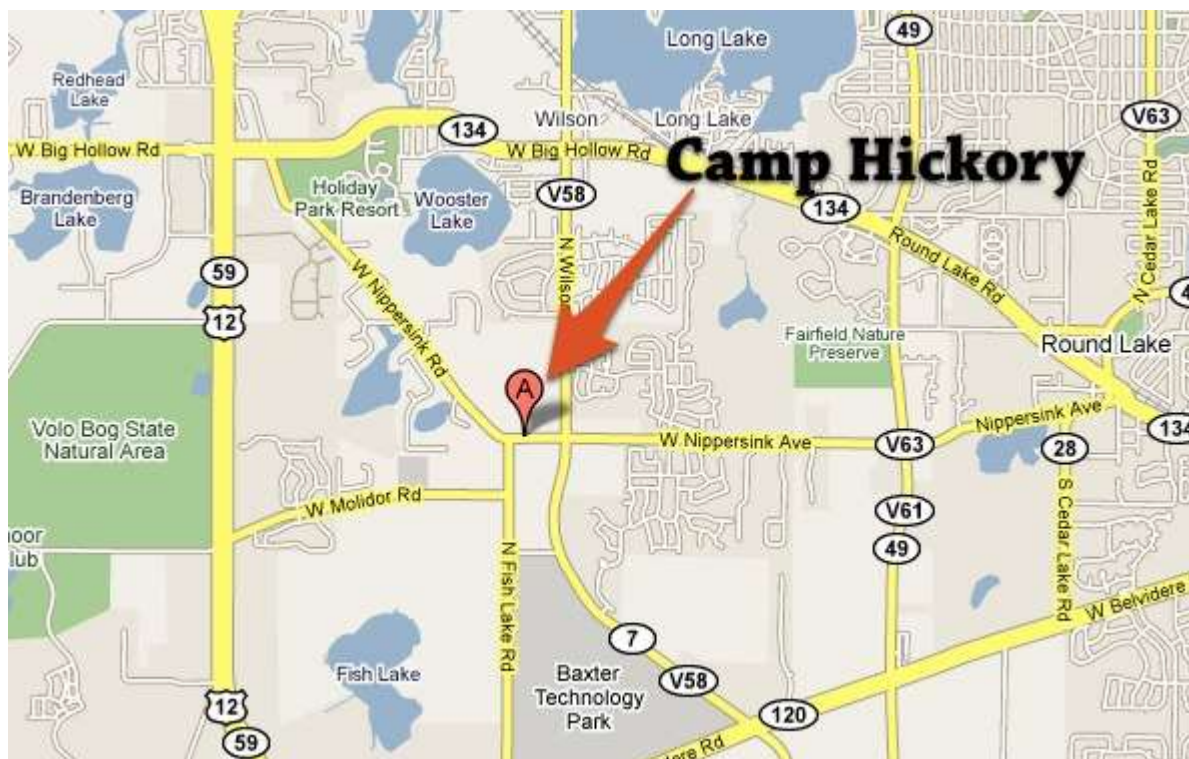 49
Long Lake
Redhead
Lake
V63
134
Wilson
Long Lake
W Big Hollow Rd
W Big Hollow Rd
Camp Hickory
Brandenberg
Lake
Holiday
Park Resort
Wooster
Lake
V58
134
N Cedar Lake Rd
Round Lake Rd
59
12
W Nippersink Rd
N Wilso
Fairfield Nature
Preserve
Round Lake
4
A
Volo Bog State
Natural Area
W Nippersink Ave
V63
Nippersink Ave
28
134
W Molidor Rd
V61
49
S Cedar Lake Rd
oor
lub
N Fish Lake Rd
W Belvidere
7
Fish Lake
Baxter
Technology
Park
V58
12
120
59
dere Rd